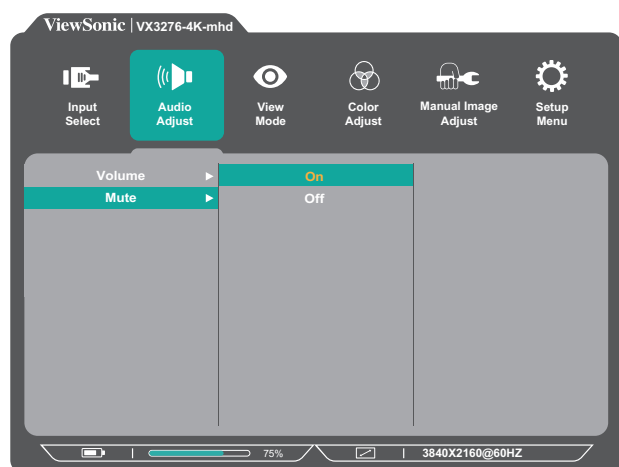 ViewSonic | VX3276-4K-mhd
Input
Select
Audio
Adjust
View
Mode
Color
Adjust
Manual Image
Adjust
Setup
Menu
Volume
On
Mute
Off
75%
3840X2160@60HZ